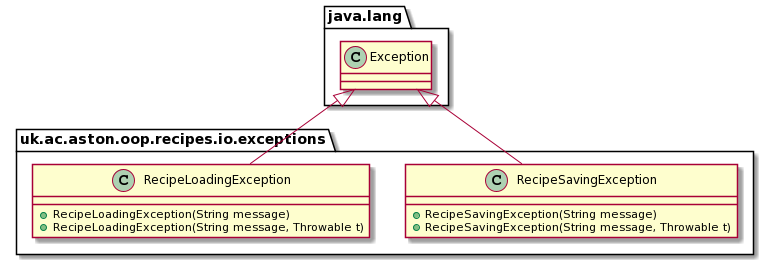 java.lang
C Exception
uk.ac.aston.oop.recipes.io.exceptions
C RecipeLoadingException
RecipeLoadingException(String message)
RecipeLoadingException(String message, Throwable t)
C RecipeSavingException
RecipeSavingException(String message)
RecipeSavingException(String message, Throwable t)